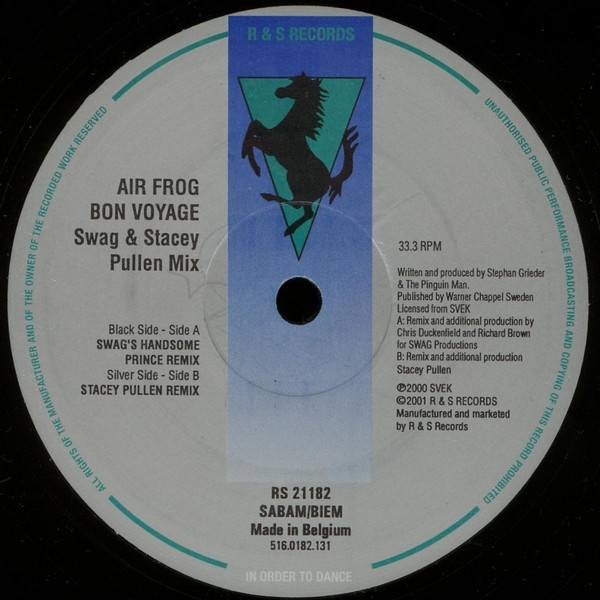 R & S RECORDS
ALL RIGHTS OF THE MANUFACTURER AND OF THE OWNER OF THE RECORDED WORK RESERVED
UNAUTHORISED PUBLIC PERFORMANCE BROADCASTING AND COPYING OF THIS RECORD PROHIBITED
AIR FROG
BON VOYAGE
Swag & Stacey
Pullen Mix
Black Side - Side A
SWAG'S HANDSOME
PRINCE REMIX
Silver Side - Side B
STACEY PULLEN REMIX
33.3 RPM
Written and produced by Stephan Grieder
& The Pinguin Man.
Published by Warner Chappel Sweden
Licensed from SVEK
A: Remix and additional production by
Chris Duckenfield and Richard Brown
for SWAG Productions
B: Remix and additional production
Stacey Pullen
℗2000 SVEK
©2001 R & S RECORDS
Manufactured and marketed
by R & S Records
RS 21182
SABAM/BIEM
Made in Belgium
516.0182.131
IN ORDER TO DANCE